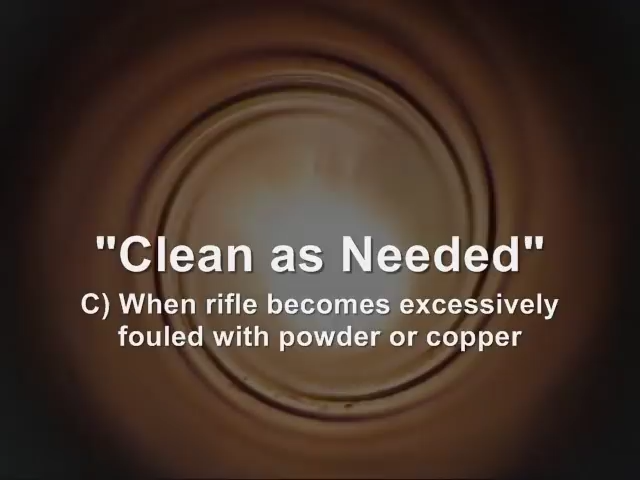 "Clean as Needed"
C) When rifle becomes excessively
fouled with powder or copper